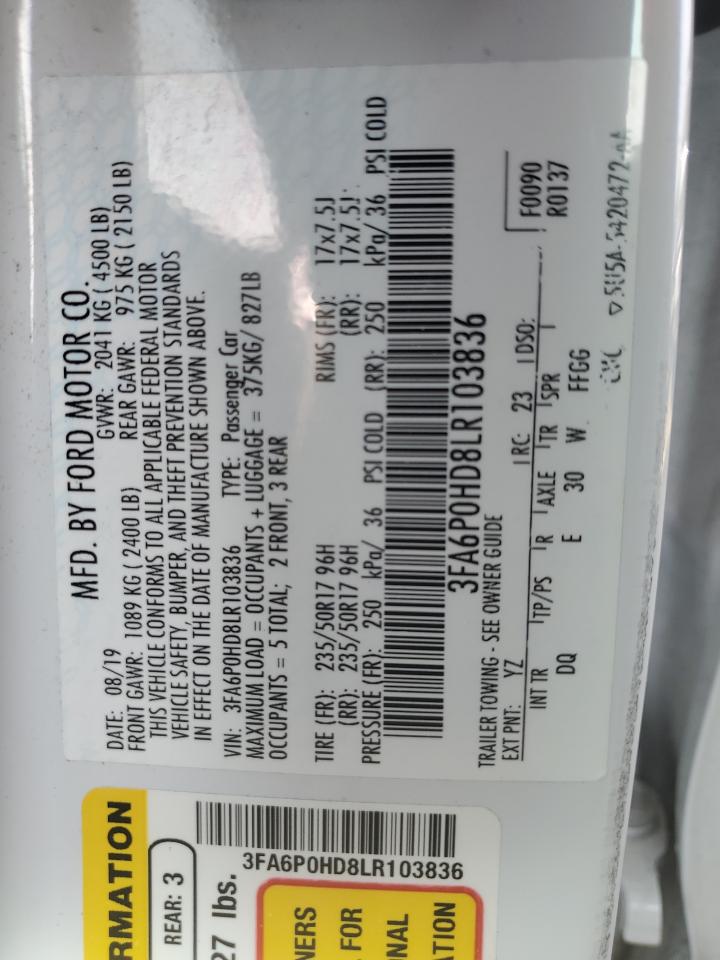 MFD. BY FORD MOTOR CO.
DATE: 08/19 GVWR: 2041 KG ( 4500 LB)
FRONT GAWR: 1089 KG ( 2400 LB) REAR GAWR: 975 KG ( 2150 LB)
THIS VEHICLE CONFORMS TO ALL APPLICABLE FEDERAL MOTOR
VEHICLE SAFETY, BUMPER, AND THEFT PREVENTION STANDARDS
IN EFFECT ON THE DATE OF MANUFACTURE SHOWN ABOVE.
VIN: 3FA6P0HD8LR103836 TYPE: Passenger Car
MAXIMUM LOAD = OCCUPANTS + LUGGAGE = 375KG/ 827LB
OCCUPANTS = 5 TOTAL; 2 FRONT, 3 REAR
TIRE (FR): 235/50R17 96H RIMS (FR): 17x7.5J
(RR): 235/50R17 96H (RR): 17x7.5J
PRESSURE (FR): 250 kPa/ 36 PSI COLD (RR): 250 kPa/ 36 PSI COLD
3FA6P0HD8LR103836
TRAILER TOWING - SEE OWNER GUIDE
EXT PNT: YZ RC: 23 DSO:
INT TR TP/PS R AXLE TR SPR
DQ E 30 W FFGG
F0090
R0137
RMATION
REAR: 3
27 lbs.
3FA6P0HD8LR103836
NERS
FOR
NAL
ATION